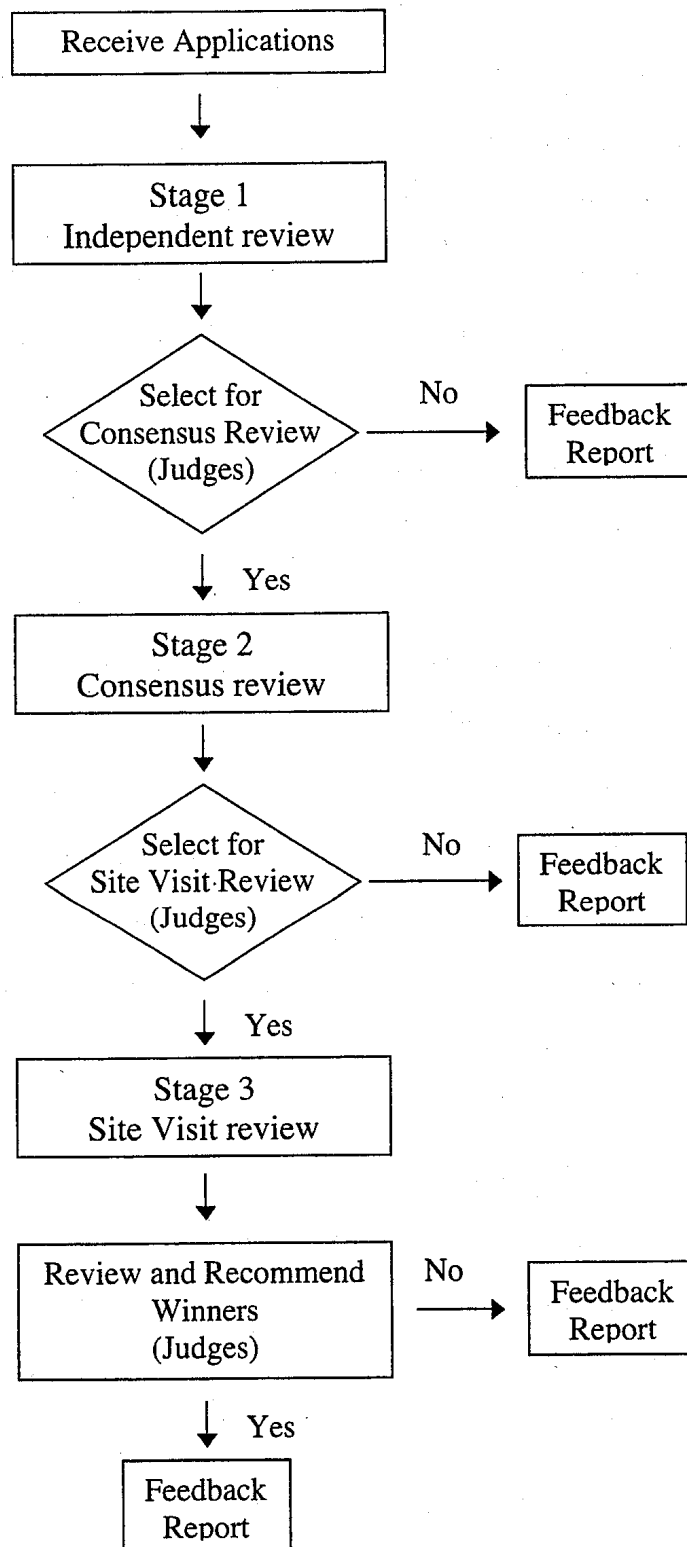 Receive Applications
Stage 1
Independent review
Select for
Consensus Review
(Judges)
No
Feedback
Report
Yes
Stage 2
Consensus review
Select for
Site Visit Review
(Judges)
No
Feedback
Report
Yes
Stage 3
Site Visit review
Review and Recommend
Winners
(Judges)
No
Feedback
Report
Yes
Feedback
Report